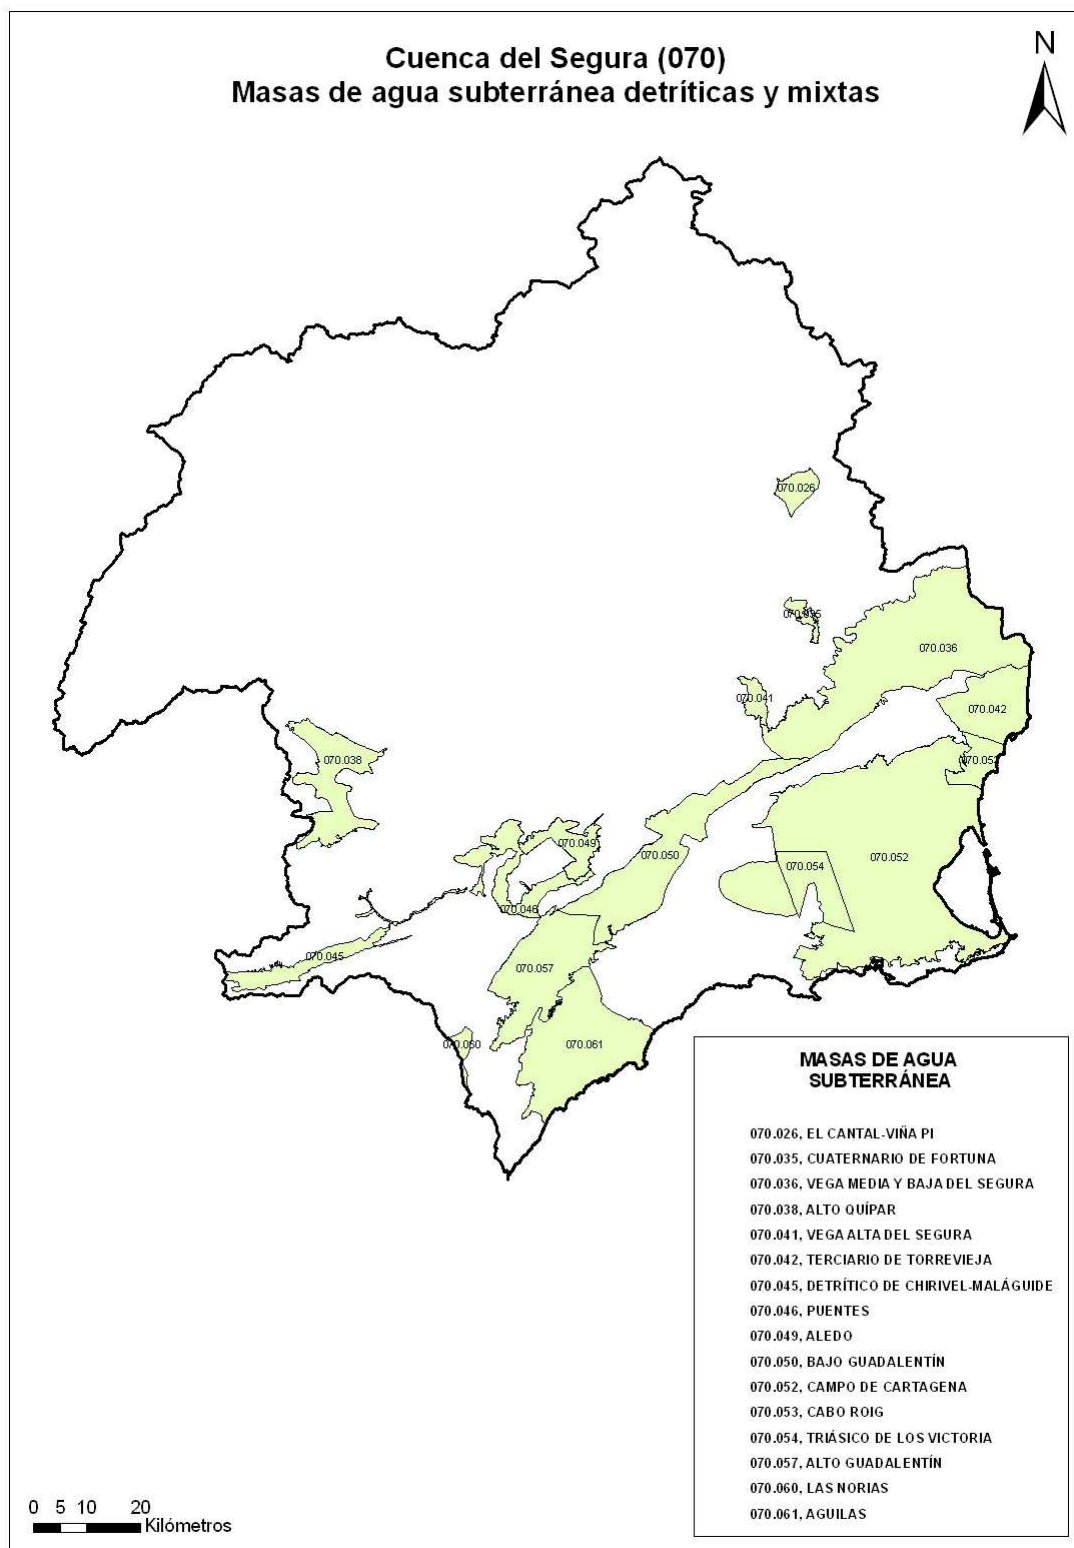 Cuenca del Segura (070)
Masas de agua subterránea detríticas y mixtas
N
070.026
070.035
070.036
070.041
070.042
070.053
070.038
070.049
070.050
070.054
070.052
070.046
070.045
070.057
070.060
070.061
MASAS DE AGUA
SUBTERRÁNEA
070.026, EL CANTAL-VIÑA PI
070.035, CUATERNARIO DE FORTUNA
070.036, VEGA MEDIA Y BAJA DEL SEGURA
070.038, ALTO QUÍPAR
070.041, VEGA ALTA DEL SEGURA
070.042, TERCIARIO DE TORREVIEJA
070.045, DETRÍTICO DE CHIRIVEL-MALÁGUIDE
070.046, PUENTES
070.049, ALEDO
070.050, BAJO GUADALENTÍN
070.052, CAMPO DE CARTAGENA
070.053, CABO ROIG
070.054, TRIÁSICO DE LOS VICTORIA
070.057, ALTO GUADALENTÍN
070.060, LAS NORIAS
070.061, AGUILAS
0 5 10 20
Kilómetros